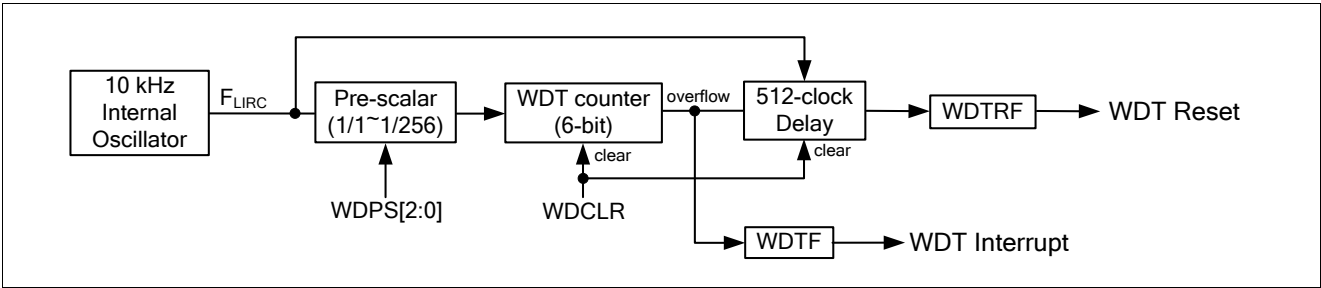 10 kHz
Internal
Oscillator
FLIRC
Pre-scalar
(1/1~1/256)
WDPS[2:0]
WDT counter
(6-bit)
clear
WDCLR
overflow
512-clock
Delay
clear
WDTRF
WDT Reset
WDTF
WDT Interrupt